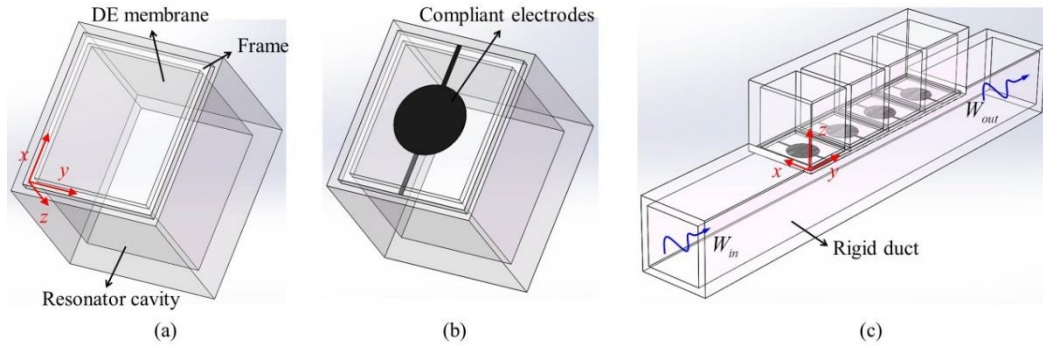 DE membrane
Frame
x
y
z
Resonator cavity
(a)
Compliant electrodes
(b)
W_out
z
x
y
W_in
Rigid duct
(c)